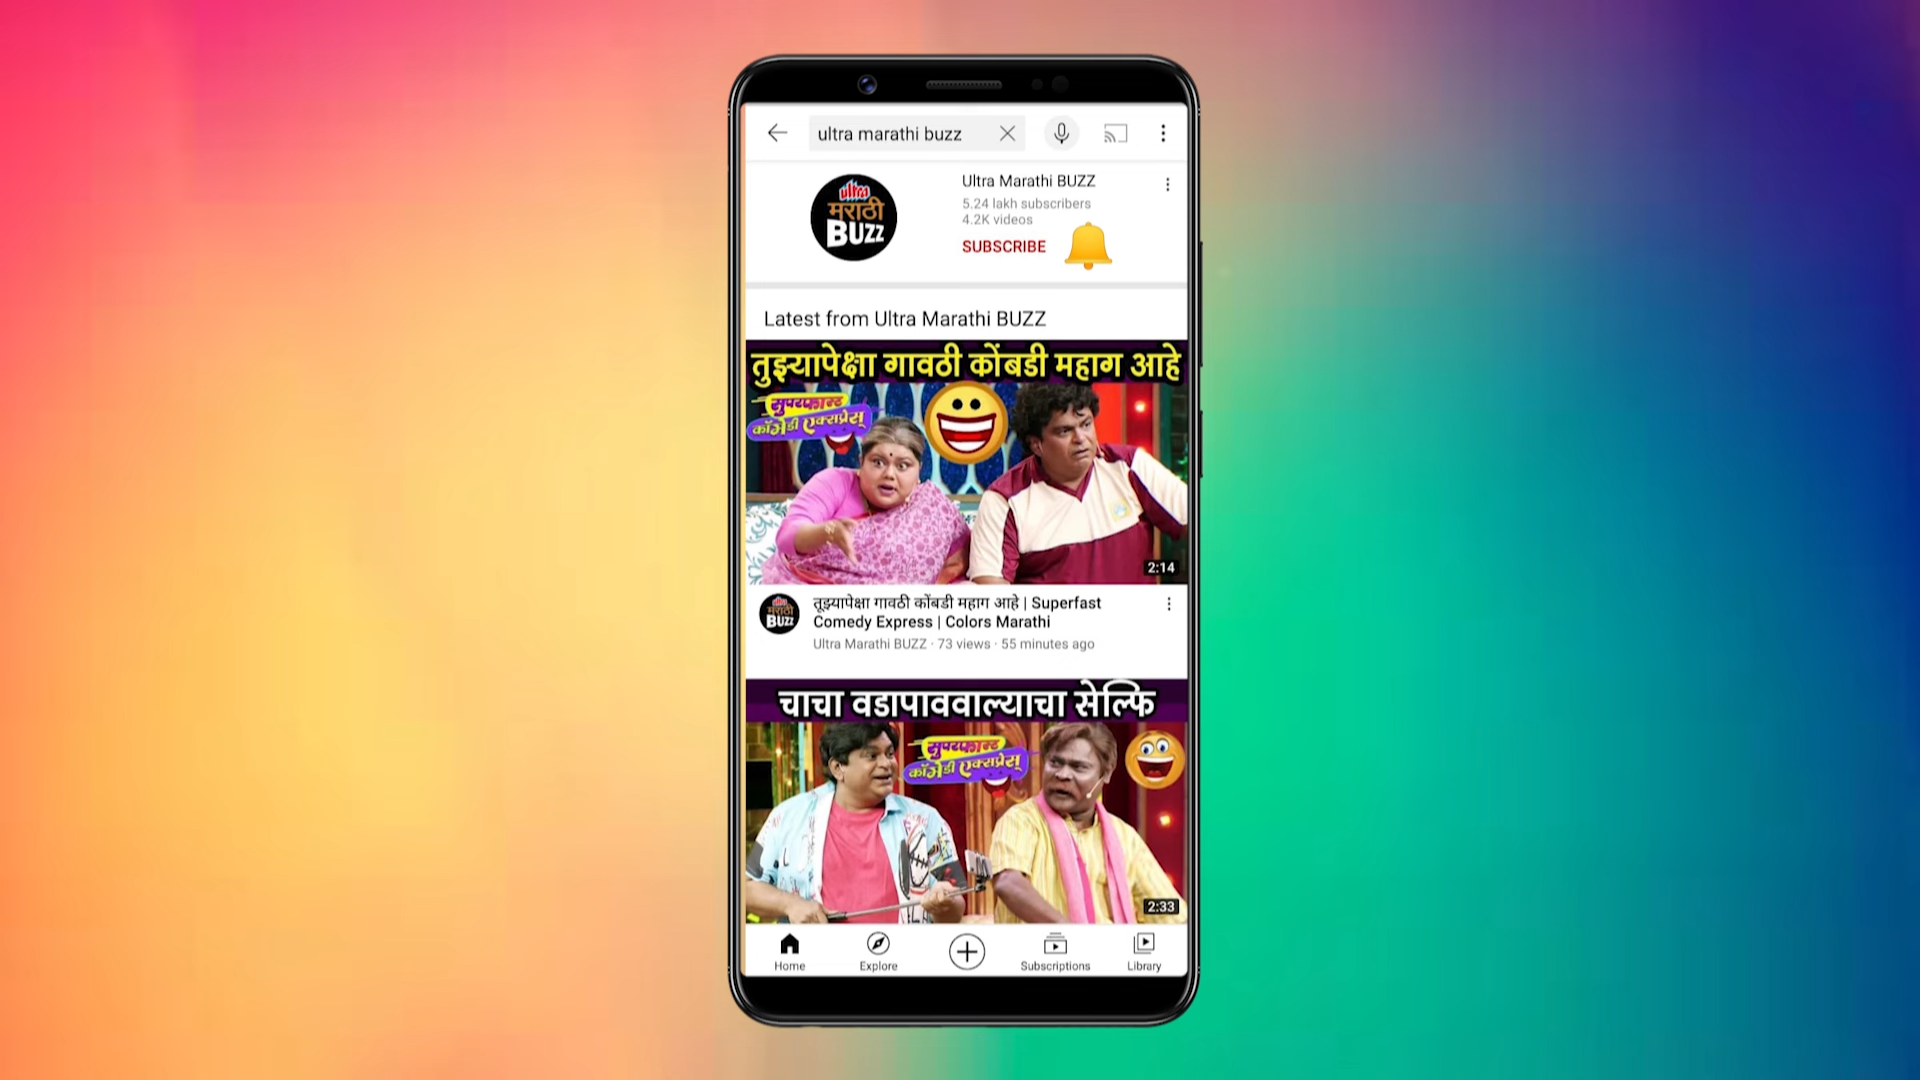 ultra marathi buzz
ultra
मराठी
BUZZ
Ultra Marathi BUZZ
5.24 lakh subscribers
4.2K videos
SUBSCRIBE
Latest from Ultra Marathi BUZZ
तुझ्यापेक्षा गावठी कोंबडी महाग आहे
सुपरफास्ट
कॉमेडी एक्सप्रेस्
2:14
ultra
मराठी
BUZZ
तूझ्यापेक्षा गावठी कोंबडी महाग आहे | Superfast
Comedy Express | Colors Marathi
Ultra Marathi BUZZ · 73 views · 55 minutes ago
चाचा वडापाववाल्याचा सेल्फि
सुपरफास्ट
कॉमेडी एक्सप्रेस्
2:33
Home
Explore
Subscriptions
Library